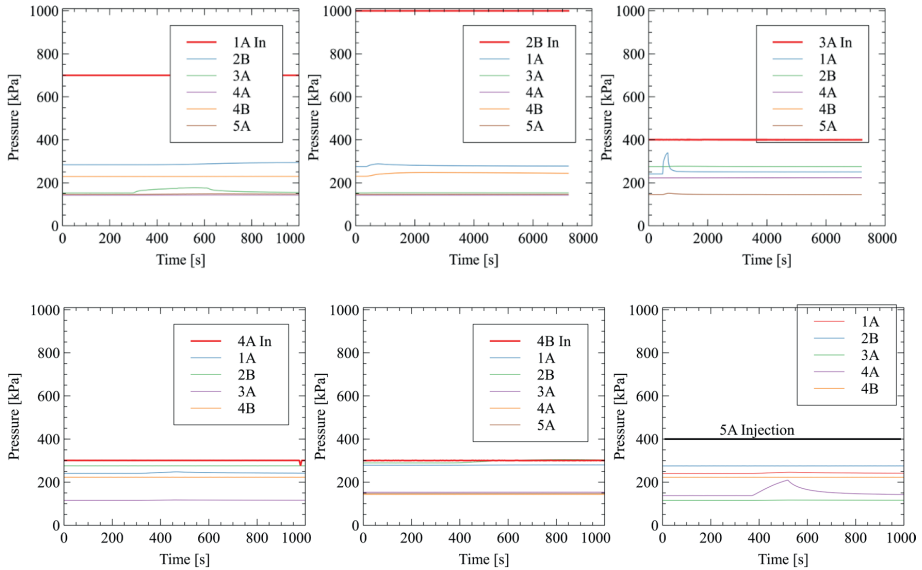 1000
800
600
400
200
0
Pressure [kPa]
1A In
2B
3A
4A
4B
5A
0 200 400 600 800 1000
Time [s]
1000
800
600
400
200
0
Pressure [kPa]
2B In
1A
3A
4A
4B
5A
0 2000 4000 6000 8000
Time [s]
1000
800
600
400
200
0
Pressure [kPa]
3A In
1A
2B
4A
4B
5A
0 2000 4000 6000 8000
Time [s]
1000
800
600
400
200
0
Pressure [kPa]
4A In
1A
2B
3A
4B
0 200 400 600 800 1000
Time [s]
1000
800
600
400
200
0
Pressure [kPa]
4B In
1A
2B
3A
4A
5A
0 200 400 600 800 1000
Time [s]
1000
800
600
400
200
0
Pressure [kPa]
1A
2B
3A
4A
4B
5A Injection
0 200 400 600 800 1000
Time [s]